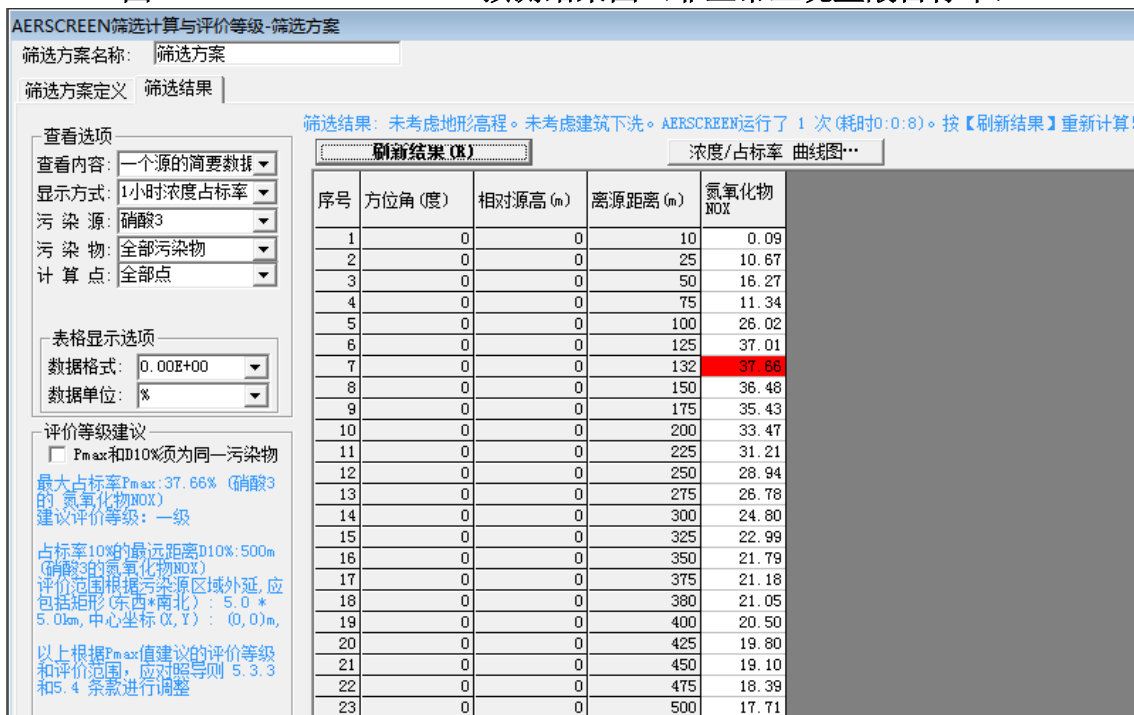 AERSCREEN筛选计算与评价等级-筛选方案
筛选方案名称: 筛选方案
筛选方案定义 筛选结果
筛选结果: 未考虑地形高程。未考虑建筑下洗。AERSCREEN运行了 1 次(耗时0:0:8)。按【刷新结果】重新计算!
查看选项
查看内容: 一个源的简要数据
显示方式: 1小时浓度占标率
污 染 源: 硝酸3
污 染 物: 全部污染物
计 算 点: 全部点
表格显示选项
数据格式: 0.00E+00
数据单位: %
评价等级建议
Pmax和D10%须为同一污染物
最大占标率Pmax:37.66% (硝酸3
的 氮氧化物NOX)
建议评价等级: 一级
占标率10%的最远距离D10%:500m
(硝酸3的氮氧化物NOX)
评价范围根据污染源区域外延,应
包括矩形(东西*南北): 5.0 *
5.0km,中心坐标(X,Y): (0,0)m,
以上根据Pmax值建议的评价等级
和评价范围,应对照导则 5.3.3
和5.4 条款进行调整
刷新结果(R) 浓度/占标率 曲线图…
序号 方位角(度) 相对源高(m) 离源距离(m) 氮氧化物
NOX
1 0 0 10 0.09
2 0 0 25 10.67
3 0 0 50 16.27
4 0 0 75 11.34
5 0 0 100 26.02
6 0 0 125 37.01
7 0 0 132 37.66
8 0 0 150 36.48
9 0 0 175 35.43
10 0 0 200 33.47
11 0 0 225 31.21
12 0 0 250 28.94
13 0 0 275 26.78
14 0 0 300 24.80
15 0 0 325 22.99
16 0 0 350 21.79
17 0 0 375 21.18
18 0 0 380 21.05
19 0 0 400 20.50
20 0 0 425 19.80
21 0 0 450 19.10
22 0 0 475 18.39
23 0 0 500 17.71